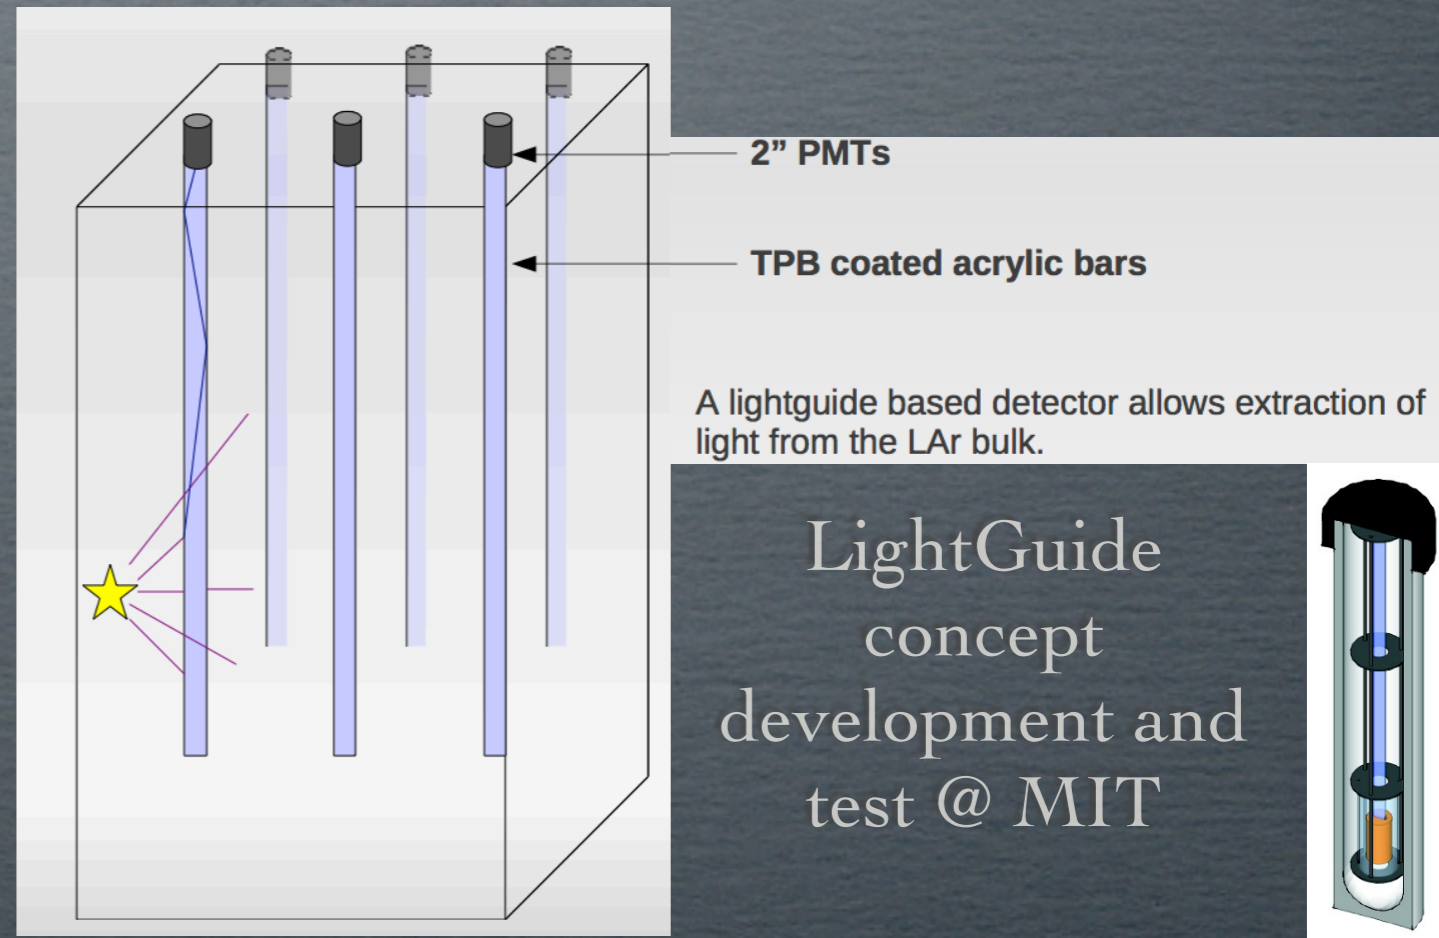 2” PMTs
TPB coated acrylic bars
A lightguide based detector allows extraction of
light from the LAr bulk.
LightGuide
concept
development and
test @ MIT